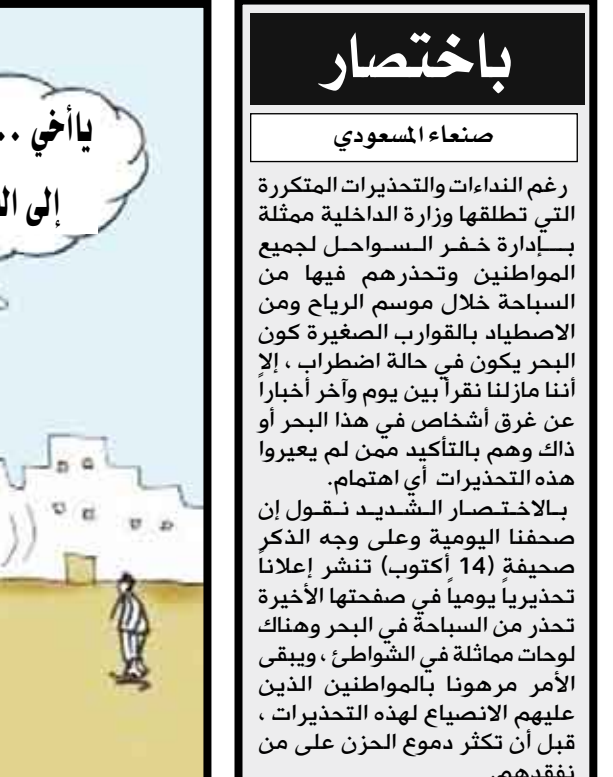 باختصار
صنعاء المسعودي
رغم النداءات والتحذيرات المتكررة
التي تطلقها وزارة الداخلية ممثلة
بإدارة خفر السواحل لجميع
المواطنين وتحذرهم فيها من
السباحة خلال موسم الرياح ومن
الاصطياد بالقوارب الصغيرة كون
البحر يكون في حالة اضطراب ، إلا
أننا مازلنا نقرأ بين يوم وآخر أخباراً
عن غرق أشخاص في هذا البحر أو
ذاك وهم بالتأكيد ممن لم يعيروا
هذه التحذيرات أي اهتمام.
بالاختصار الشديد نقول إن
صحفنا اليومية وعلى وجه الذكر
صحيفة (14 أكتوب) تنشر إعلاناً
تحذيرياً يومياً في صفحتها الأخيرة
تحذر من السباحة في البحر وهناك
لوحات مماثلة في الشواطئ ، ويبقى
الأمر مرهونا بالمواطنين الذين
عليهم الانصياع لهذه التحذيرات ،
قبل أن تكثر دموع الحزن على من
نفقدهم.
ياأخي ..
إلى